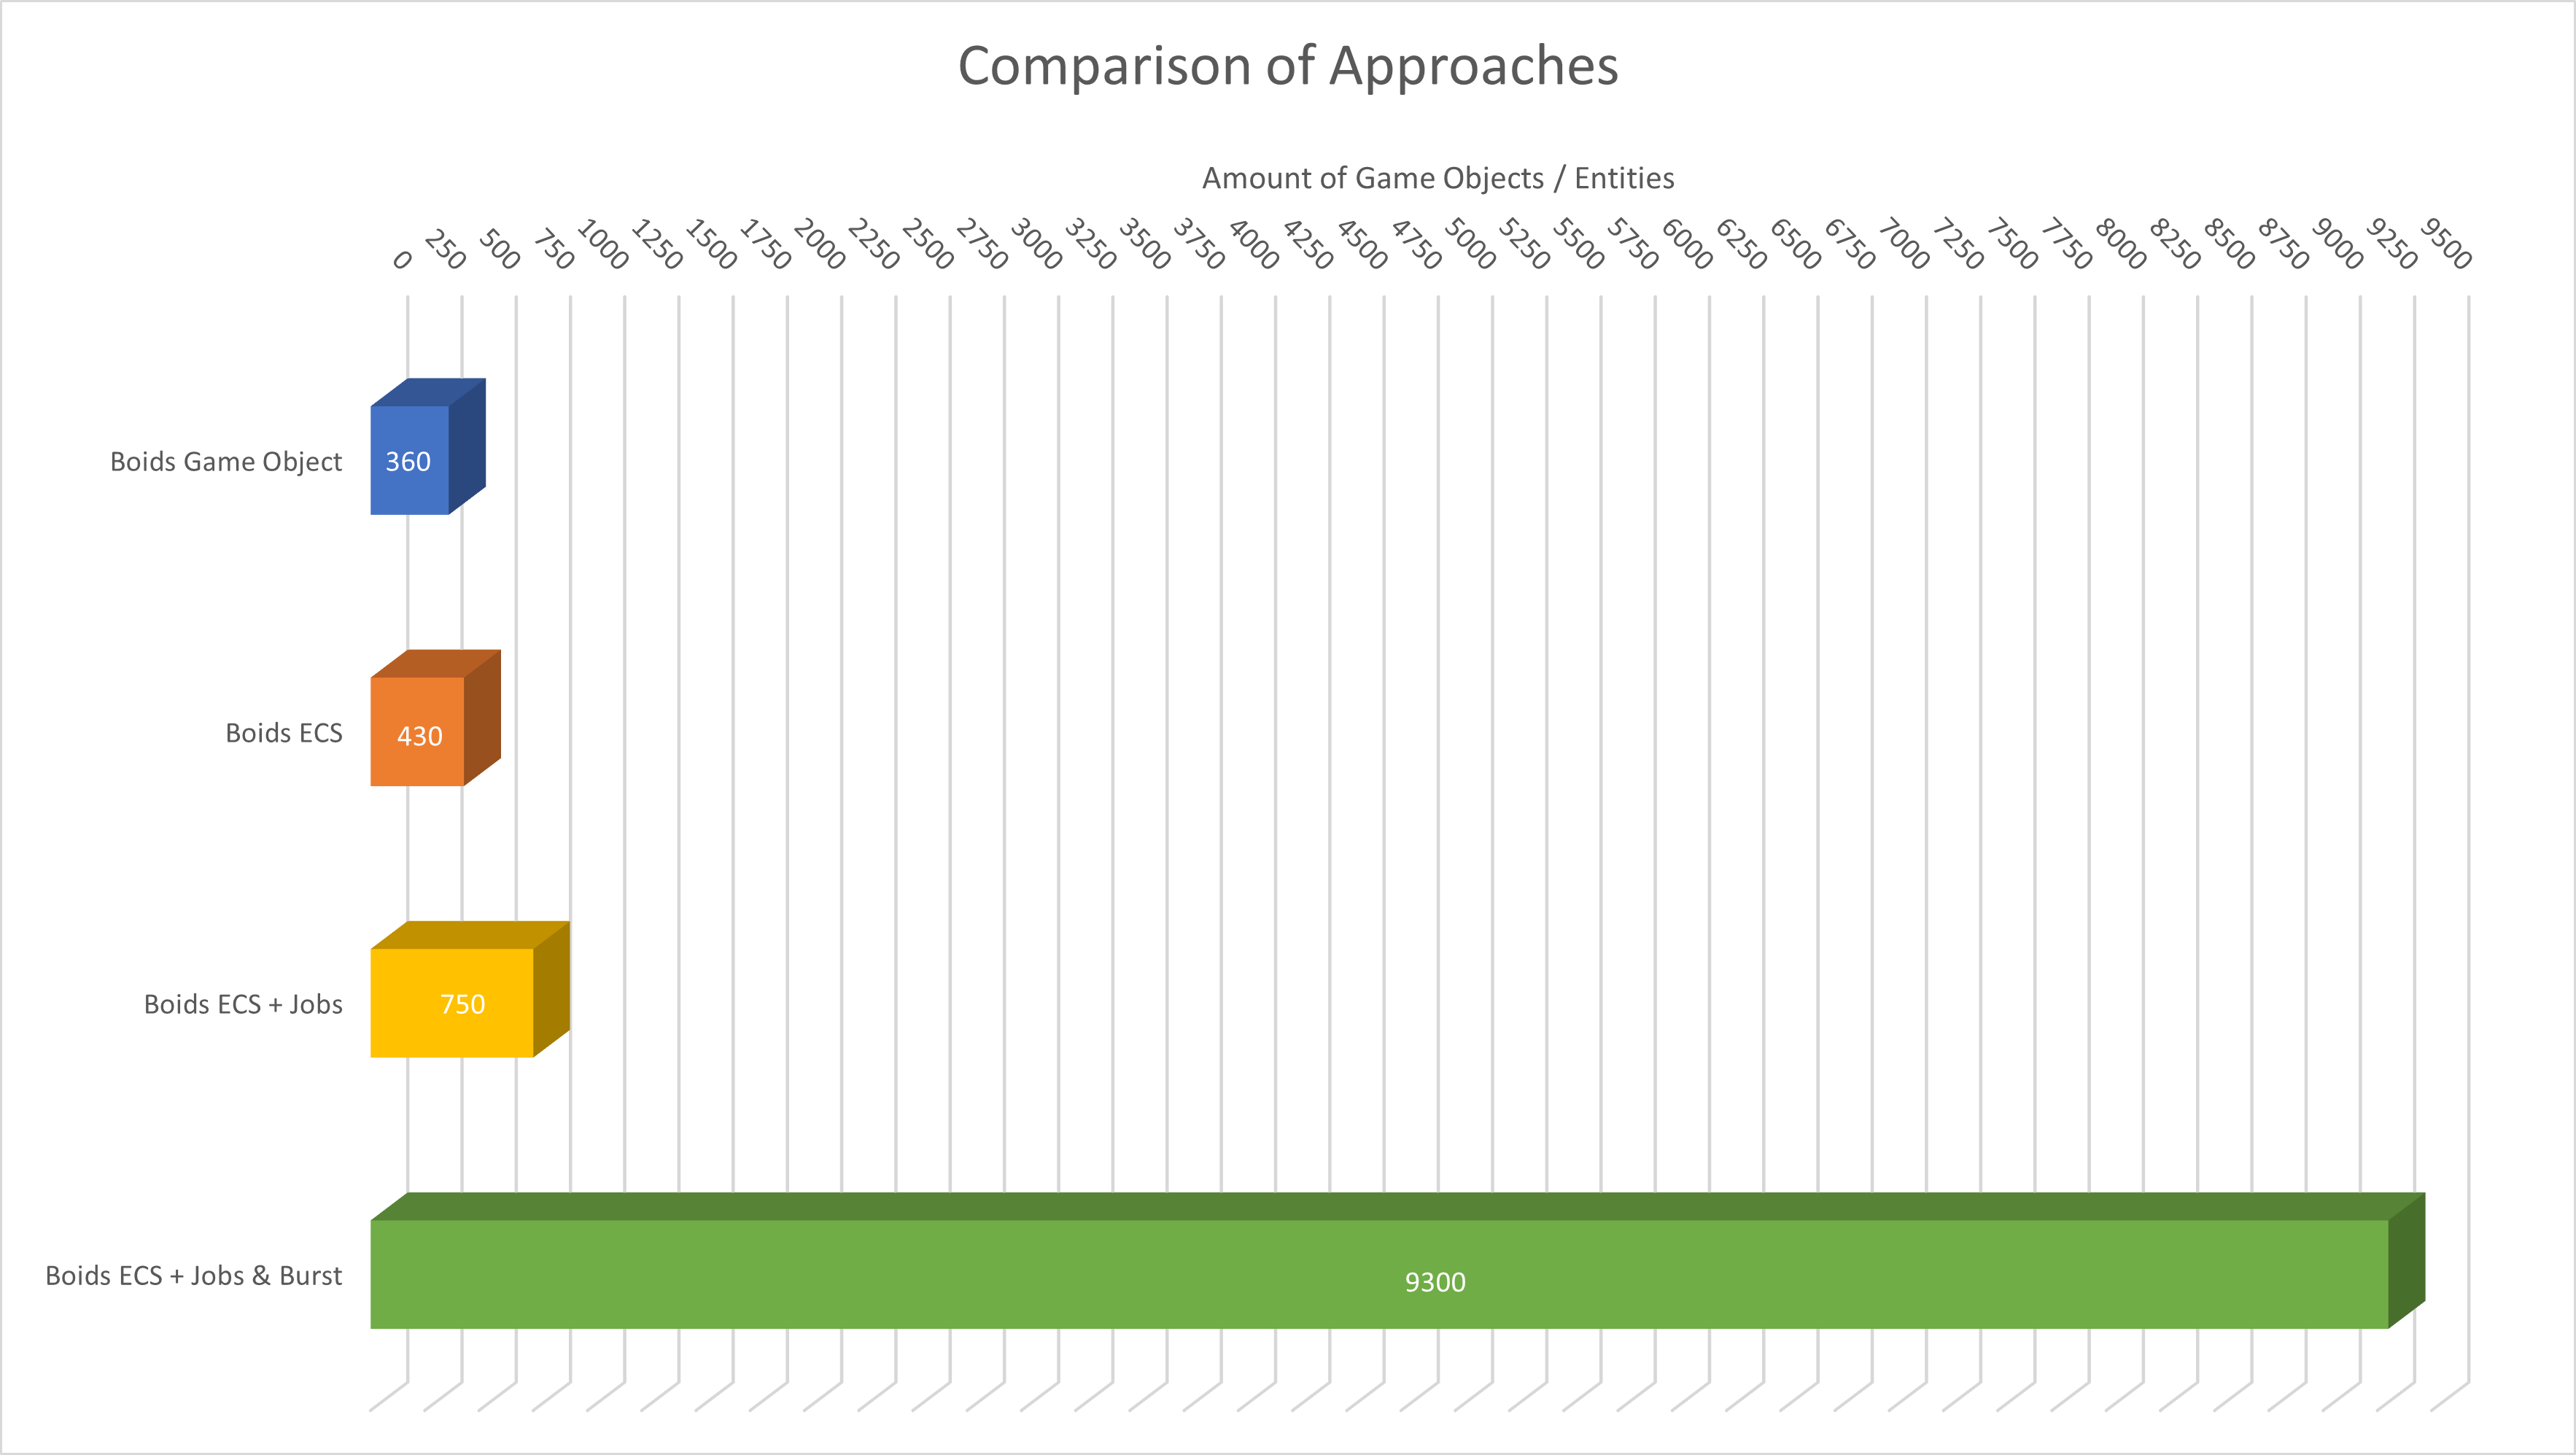 Comparison of Approaches
Amount of Game Objects / Entities
0 250 500 750 1000 1250 1500 1750 2000 2250 2500 2750 3000 3250 3500 3750 4000 4250 4500 4750 5000 5250 5500 5750 6000 6250 6500 6750 7000 7250 7500 7750 8000 8250 8500 8750 9000 9250 9500
Boids Game Object 360
Boids ECS 430
Boids ECS + Jobs 750
Boids ECS + Jobs & Burst 9300